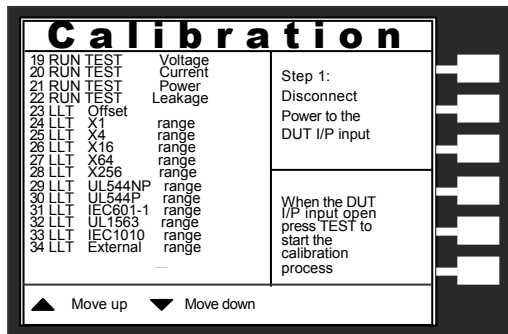 Calibration
19 RUN TEST Voltage
20 RUN TEST Current
21 RUN TEST Power
22 RUN TEST Leakage
23 LLT Offset
24 LLT X1 range
25 LLT X4 range
26 LLT X16 range
27 LLT X64 range
28 LLT X256 range
29 LLT UL544NP range
30 LLT UL544P range
31 LLT IEC601-1 range
32 LLT UL1563 range
33 LLT IEC1010 range
34 LLT External range
Step 1:
Disconnect
Power to the
DUT I/P input
When the DUT
I/P input open
press TEST to
start the
calibration
process
Move up Move down